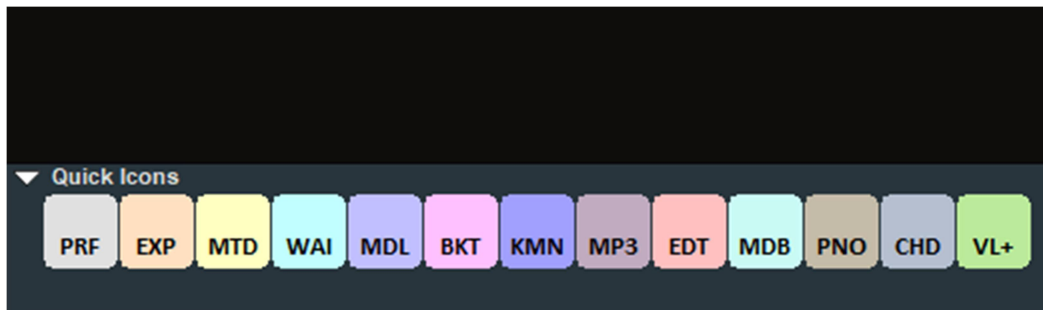 Quick Icons
PRF EXP MTD WAI MDL BKT KMN MP3 EDT MDB PNO CHD VL+